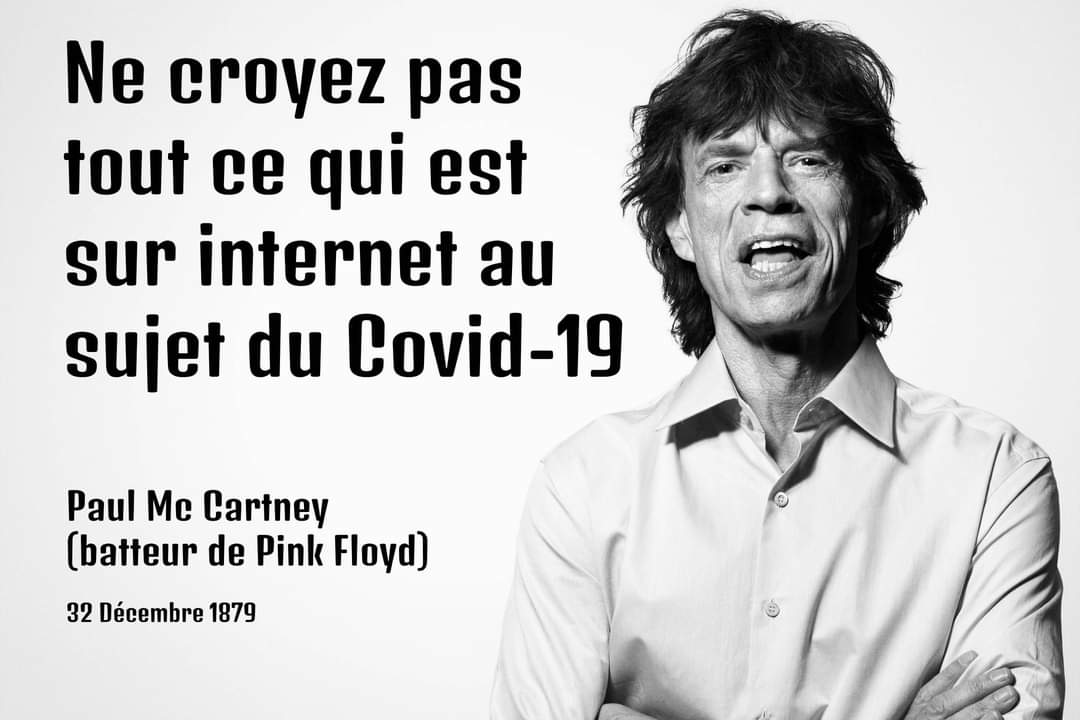 Ne croyez pas
tout ce qui est
sur internet au
sujet du Covid-19
Paul Mc Cartney
(batteur de Pink Floyd)
32 Décembre 1879